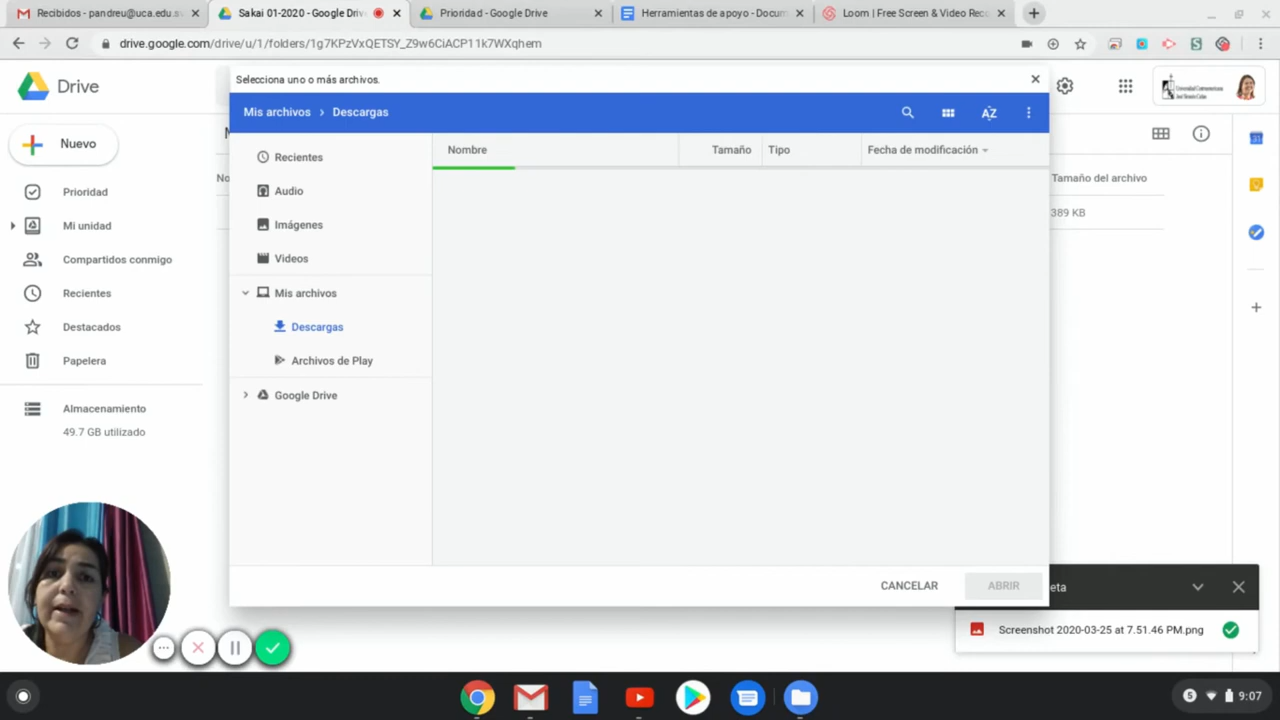 Recibidos - pandreu@uca.edu.s
Sakai 01-2020 - Google Driv
Prioridad - Google Drive
Herramientas de apoyo - Docum
Loom | Free Screen & Video Reco
drive.google.com/drive/u/1/folders/1g7KPzVxQETSY_Z9w6CiACP11k7WXqhem
Drive
Nuevo
Prioridad
Mi unidad
Compartidos conmigo
Recientes
Destacados
Papelera
Almacenamiento
49.7 GB utilizado
No
Selecciona uno o más archivos.
Mis archivos > Descargas
AZ
Recientes
Audio
Imágenes
Videos
Mis archivos
Descargas
Archivos de Play
Google Drive
Nombre Tamaño Tipo Fecha de modificación
CANCELAR ABRIR
Tamaño del archivo
389 KB
eta
Screenshot 2020-03-25 at 7.51.46 PM.png
9:07